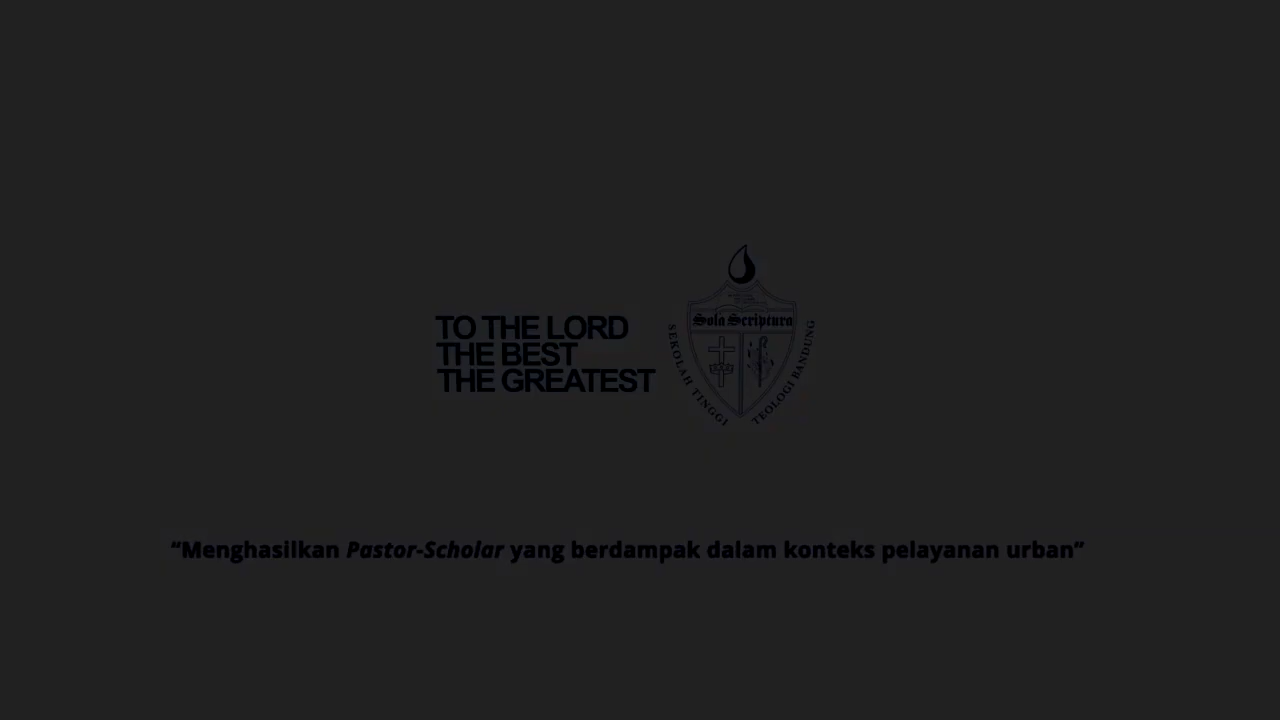 TO THE LORD
THE BEST
THE GREATEST
Sola Scriptura
SEKOLAH TINGGI
TEOLOGI BANDUNG
“Menghasilkan Pastor-Scholar yang berdampak dalam konteks pelayanan urban”